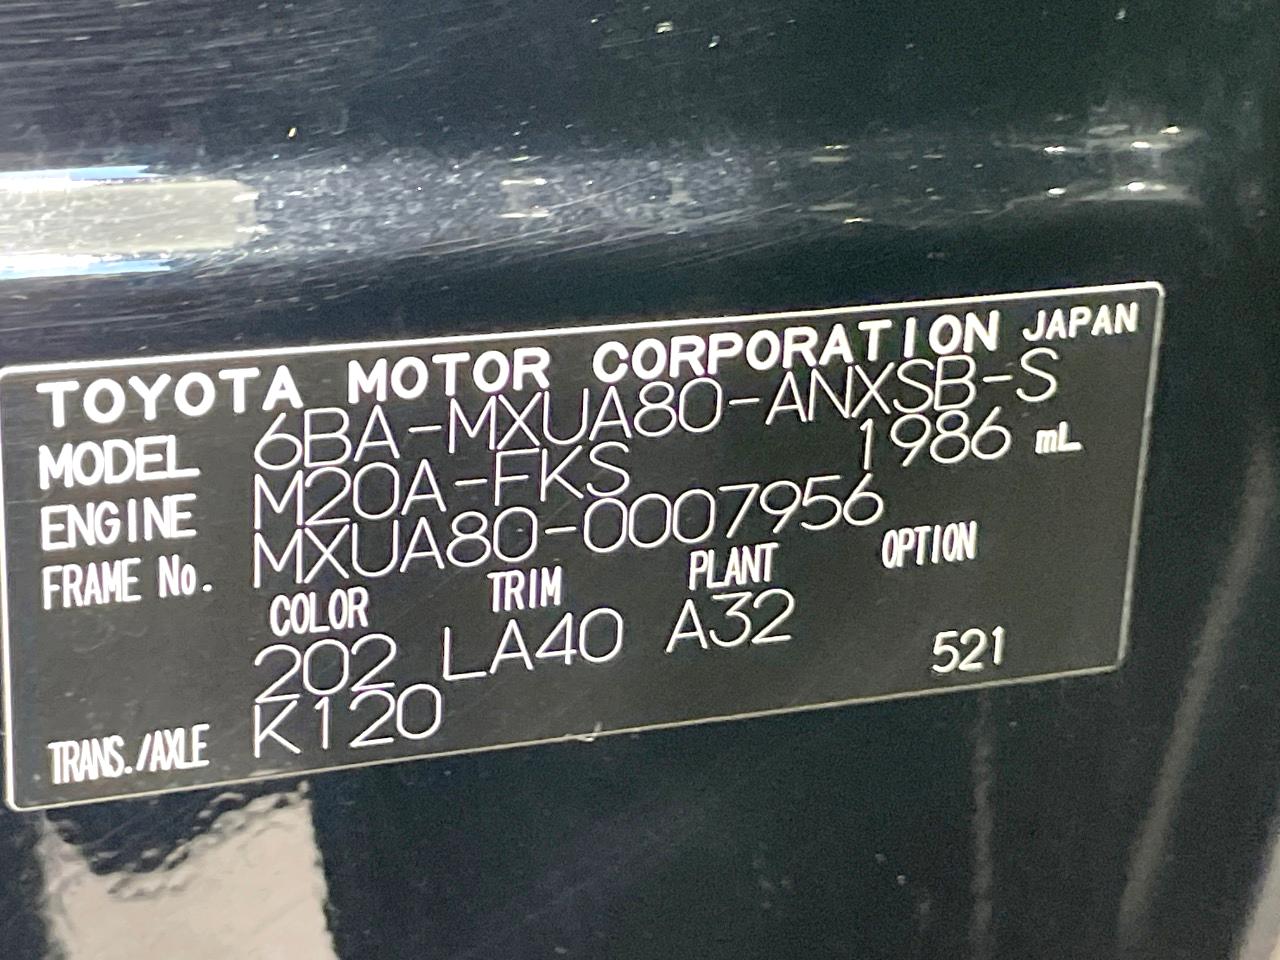 TOYOTA MOTOR CORPORATION JAPAN
MODEL 6BA-MXUA80-ANXSB-S
ENGINE M20A-FKS 1986 mL
FRAME No. MXUA80-0007956
COLOR TRIM PLANT OPTION
202 LA40 A32
TRANS./AXLE K120 521